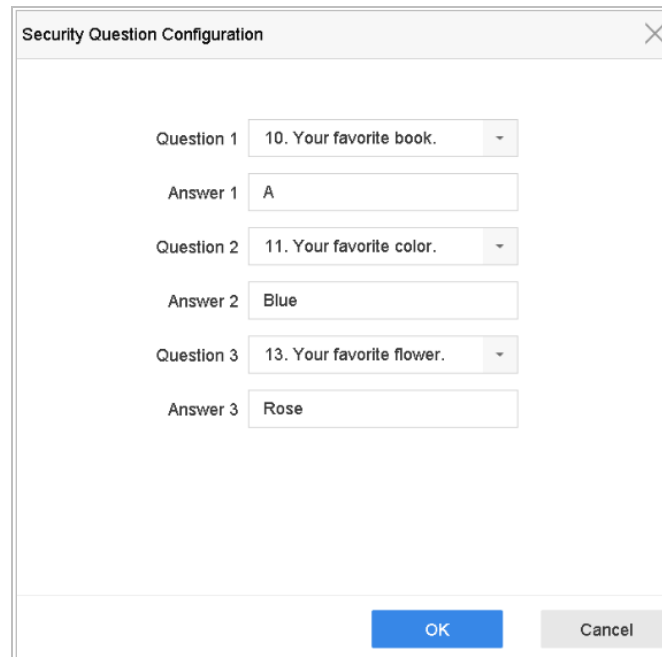 Security Question Configuration
Question 1 10. Your favorite book.
Answer 1 A
Question 2 11. Your favorite color.
Answer 2 Blue
Question 3 13. Your favorite flower.
Answer 3 Rose
OK Cancel